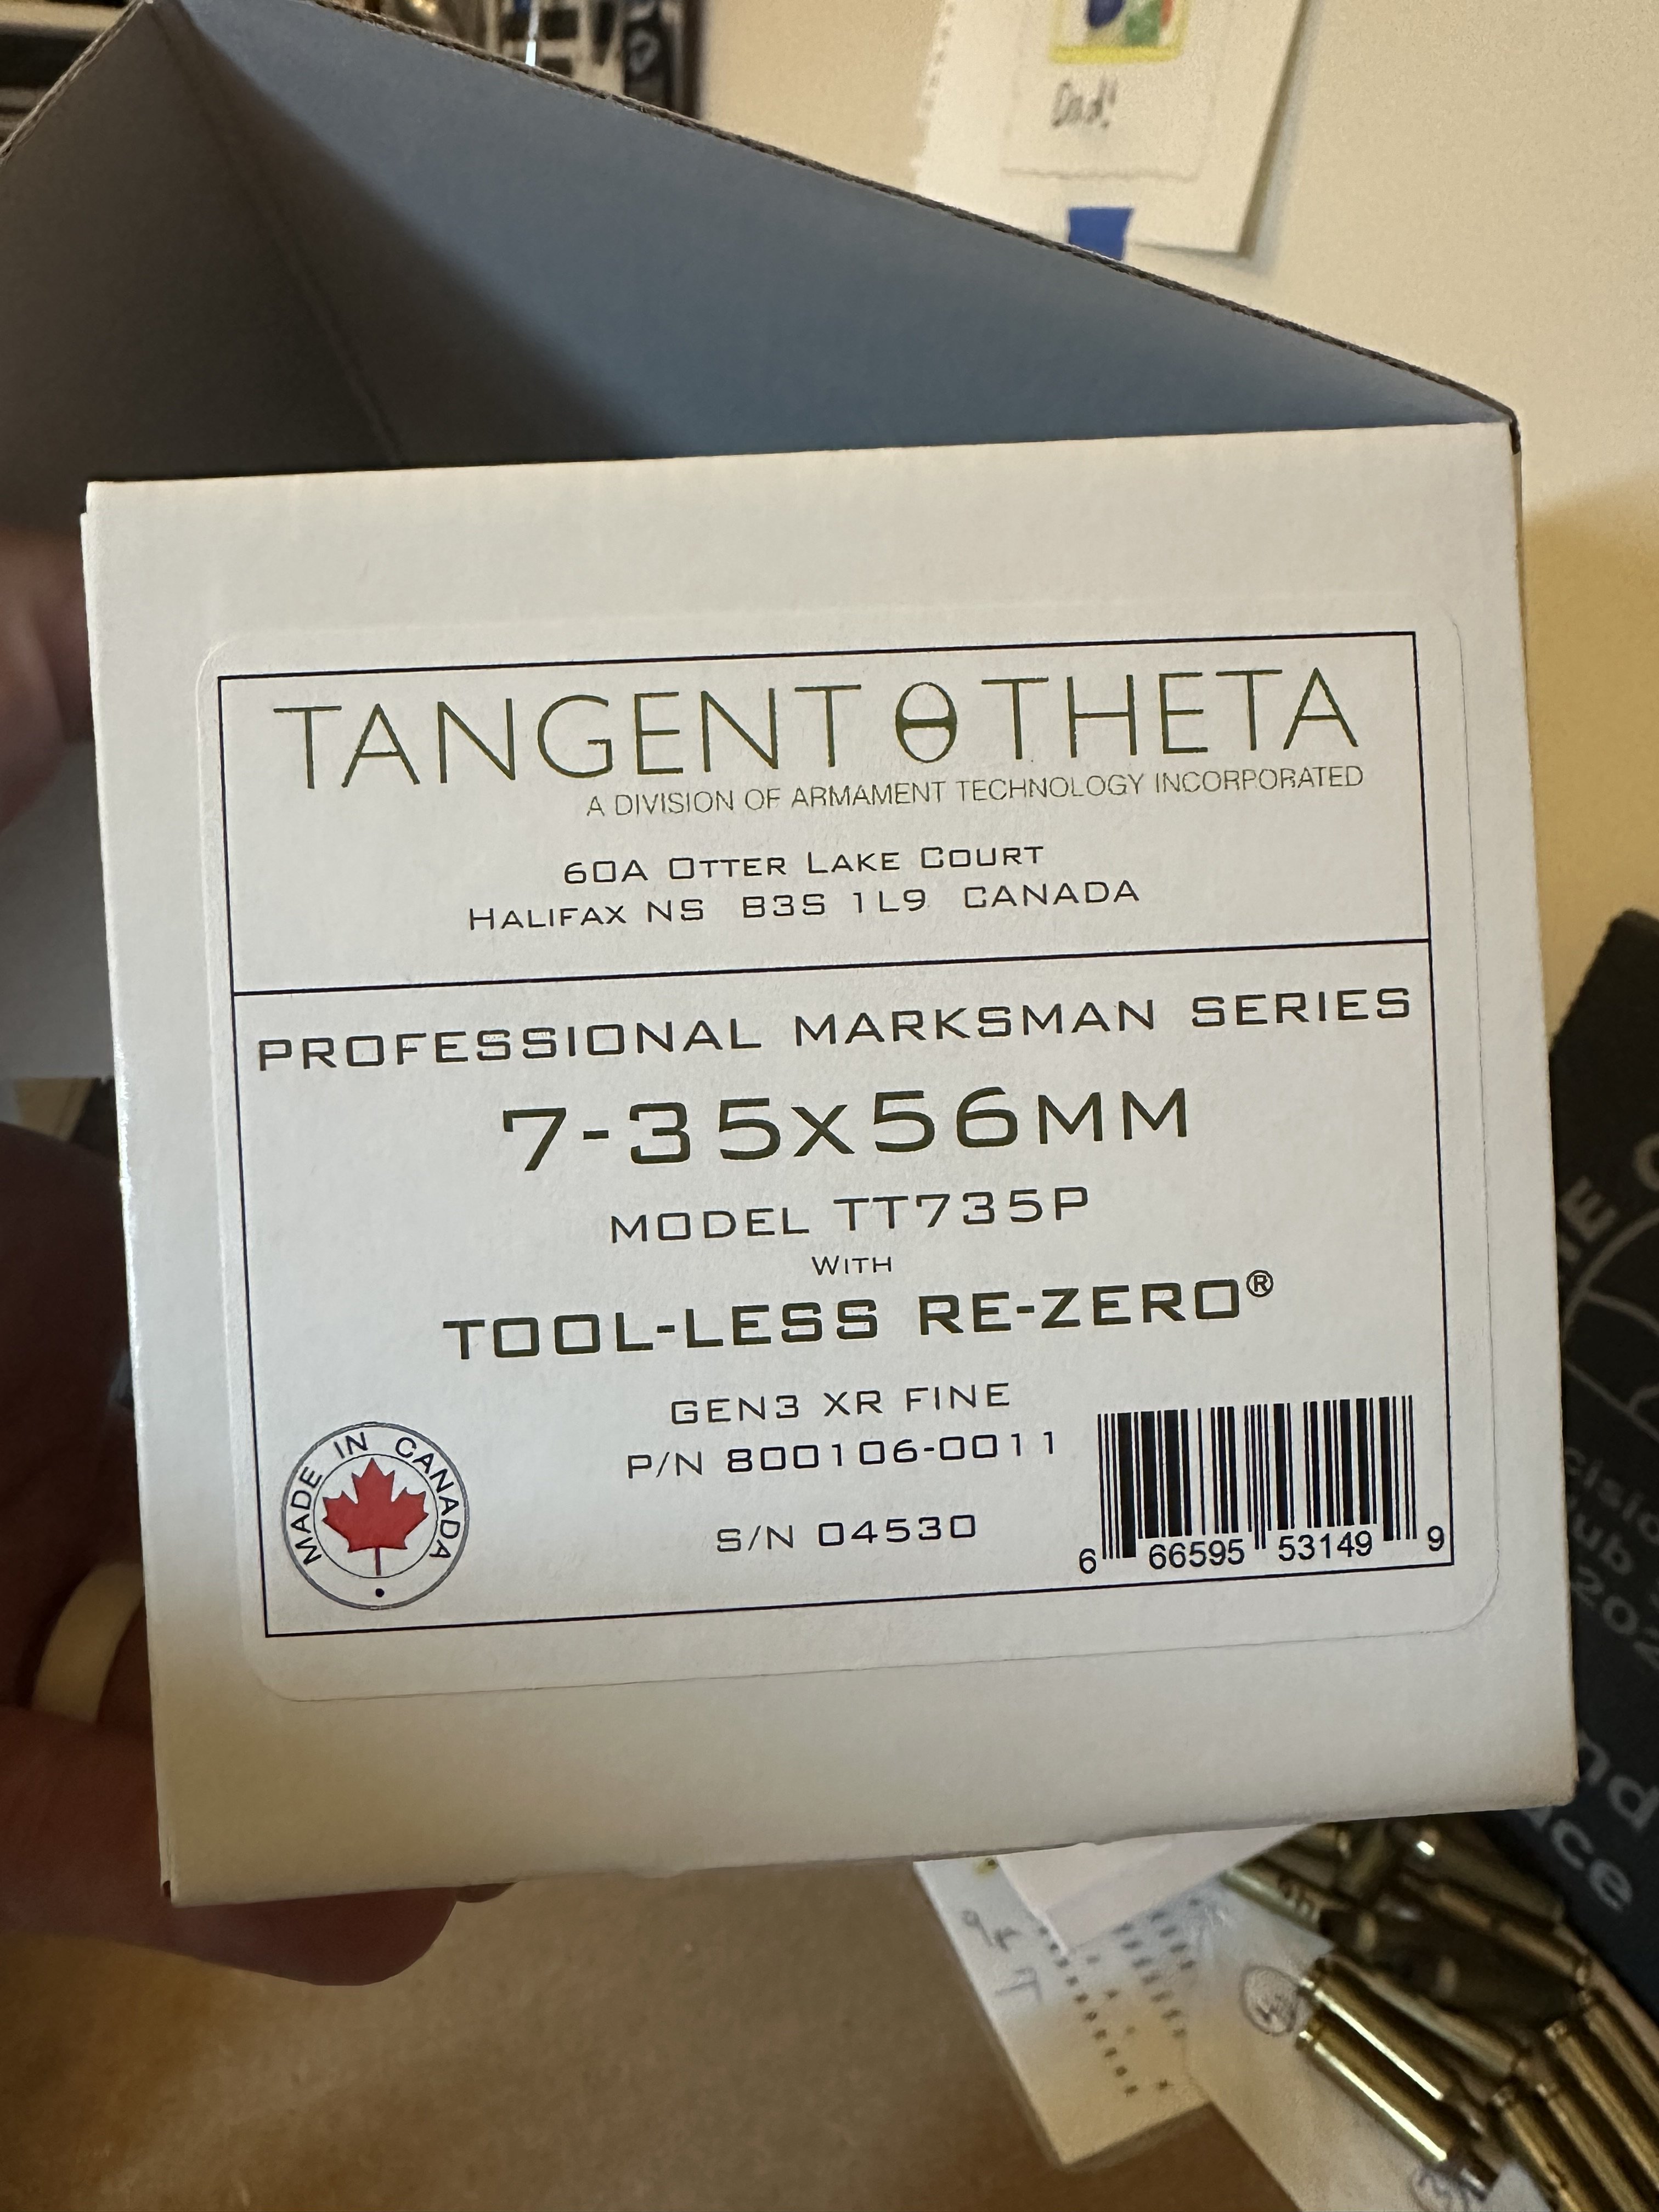 Dad!
TANGENT θ THETA
A DIVISION OF ARMAMENT TECHNOLOGY INCORPORATED
60A OTTER LAKE COURT
HALIFAX NS B3S 1L9 CANADA
PROFESSIONAL MARKSMAN SERIES
7-35x56MM
MODEL TT735P
WITH
TOOL-LESS RE-ZERO®
GEN3 XR FINE
P/N 800106-0011
S/N 04530
MADE IN CANADA
6 66595 53149 9